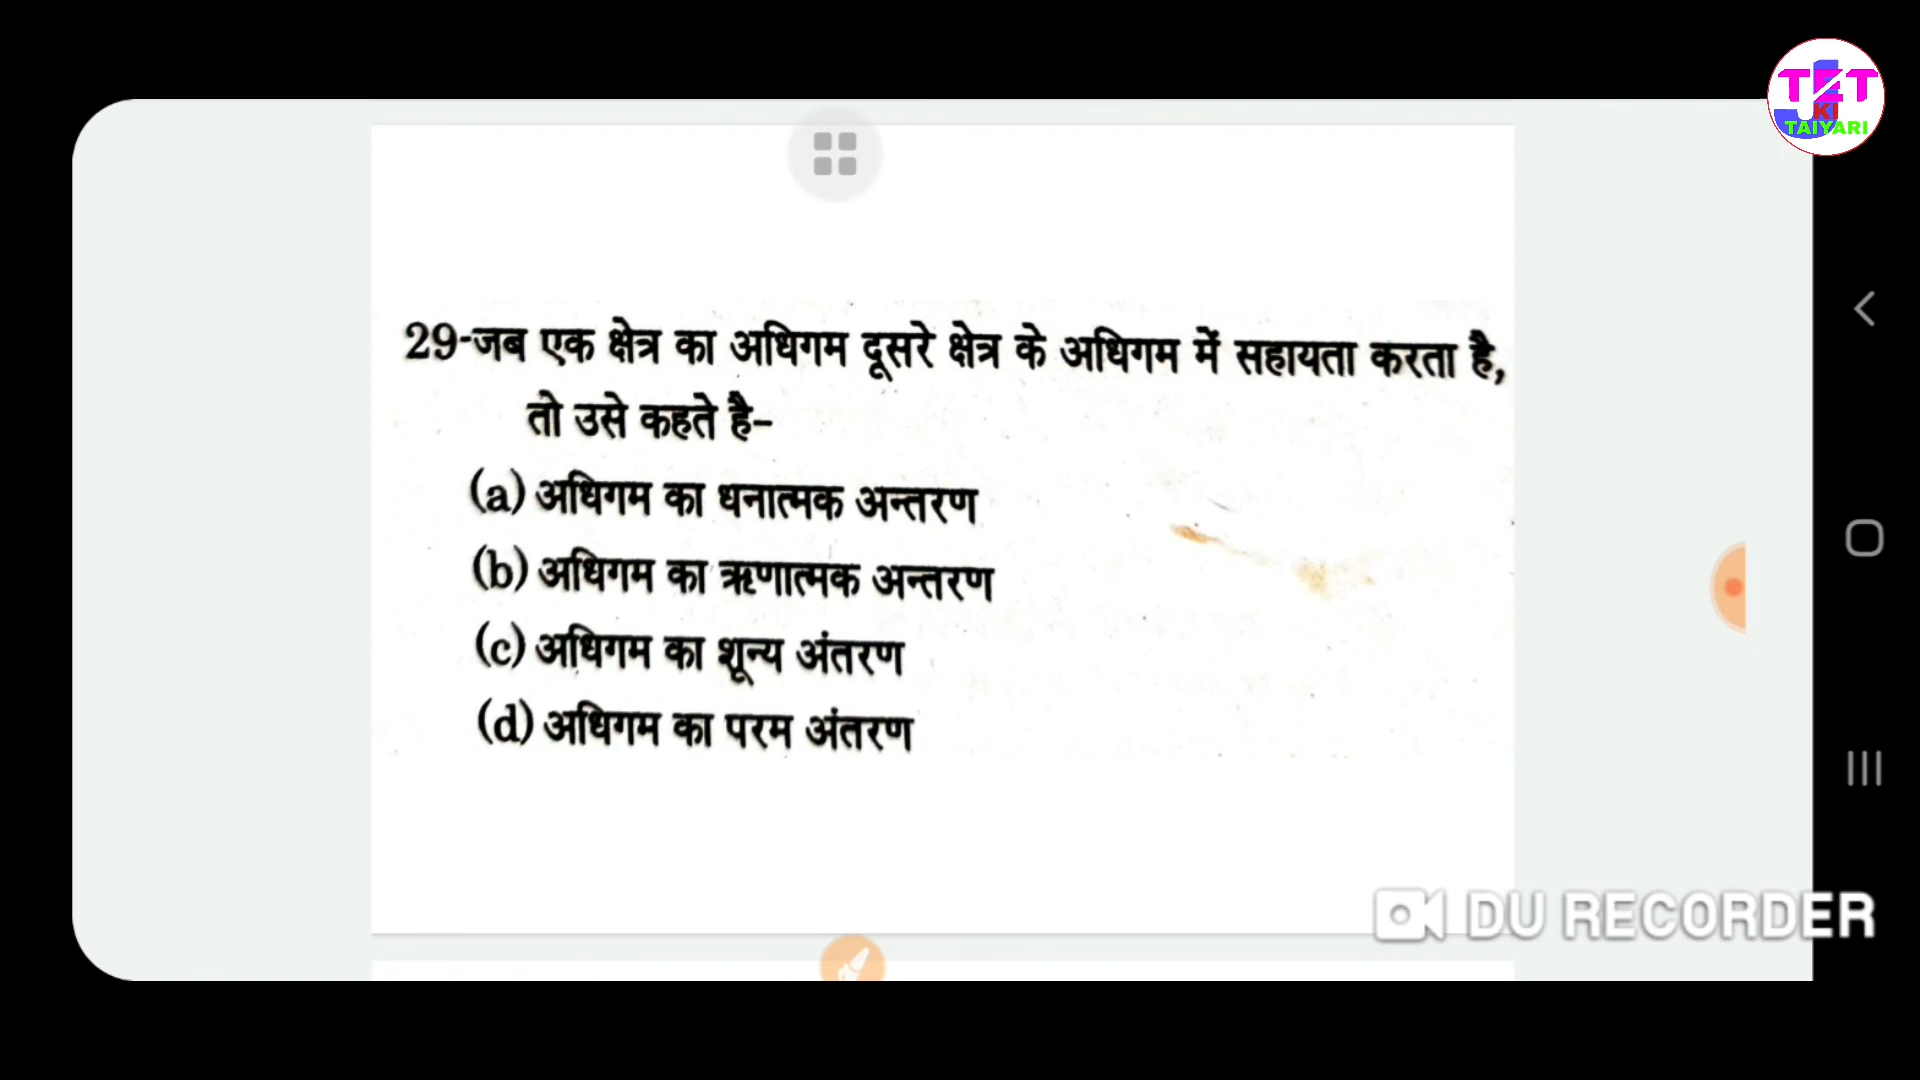 TET
KI
TAIYARI
29-जब एक क्षेत्र का अधिगम दूसरे क्षेत्र के अधिगम में सहायता करता है,
तो उसे कहते है–
(a) अधिगम का धनात्मक अन्तरण
(b) अधिगम का ऋणात्मक अन्तरण
(c) अधिगम का शून्य अंतरण
(d) अधिगम का परम अंतरण
DU RECORDER